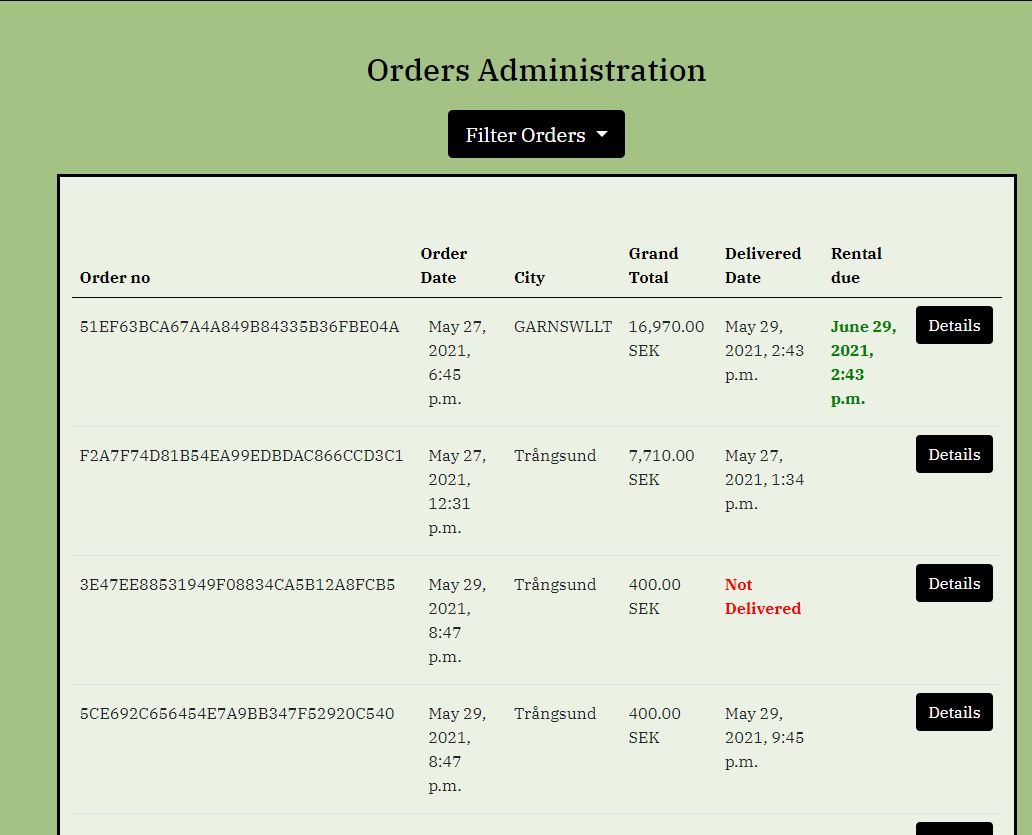 Orders Administration
Filter Orders
Order no Order Date City Grand Total Delivered Date Rental due
51EF63BCA67A4A849B84335B36FBE04A May 27, 2021, 6:45 p.m. GARNSWLLT 16,970.00 SEK May 29, 2021, 2:43 p.m. June 29, 2021, 2:43 p.m. Details
F2A7F74D81B54EA99EDBDAC866CCD3C1 May 27, 2021, 12:31 p.m. Trångsund 7,710.00 SEK May 27, 2021, 1:34 p.m. Details
3E47EE88531949F08834CA5B12A8FCB5 May 29, 2021, 8:47 p.m. Trångsund 400.00 SEK Not Delivered Details
5CE692C656454E7A9BB347F52920C540 May 29, 2021, 8:47 p.m. Trångsund 400.00 SEK May 29, 2021, 9:45 p.m. Details